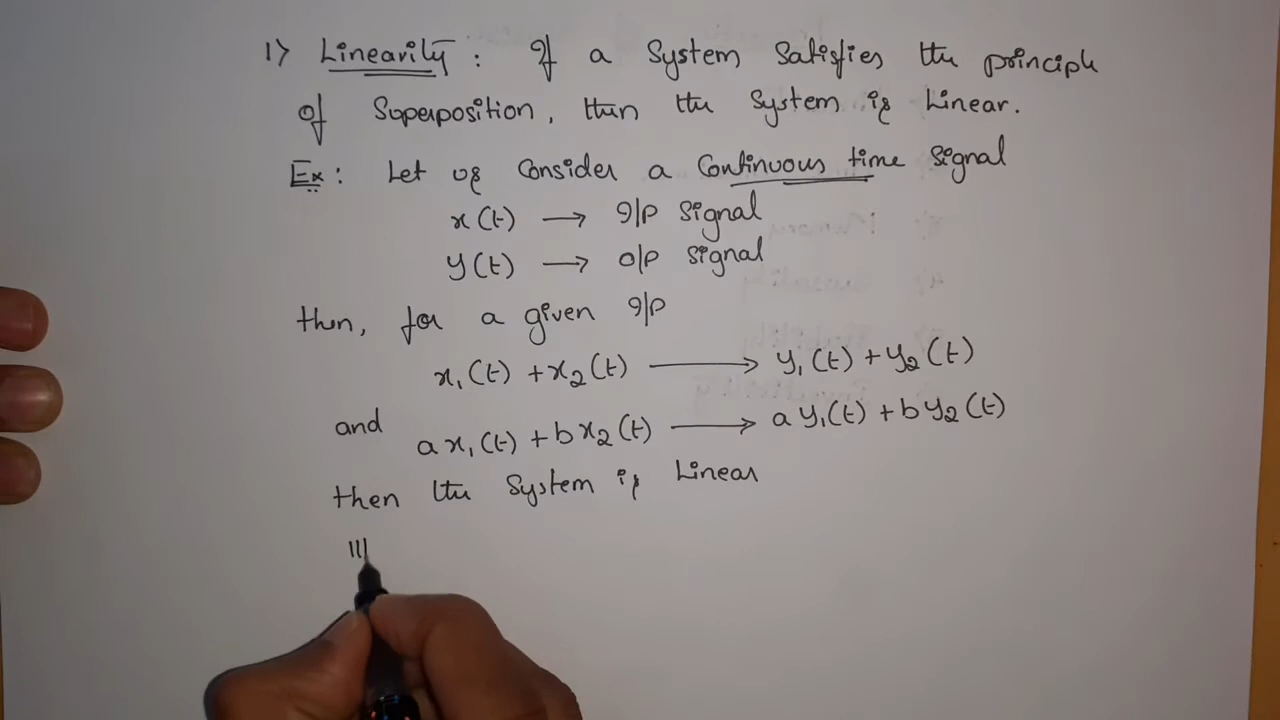 1) Linearity : If a System Satisfies the principle
of Superposition, then the System is Linear.
Ex : Let us Consider a Continuous time Signal
x(t) → I/P Signal
y(t) → O/P Signal
then, for a given I/P
x₁(t) + x₂(t) → y₁(t) + y₂(t)
and a x₁(t) + b x₂(t) → a y₁(t) + b y₂(t)
then the System is Linear
|||